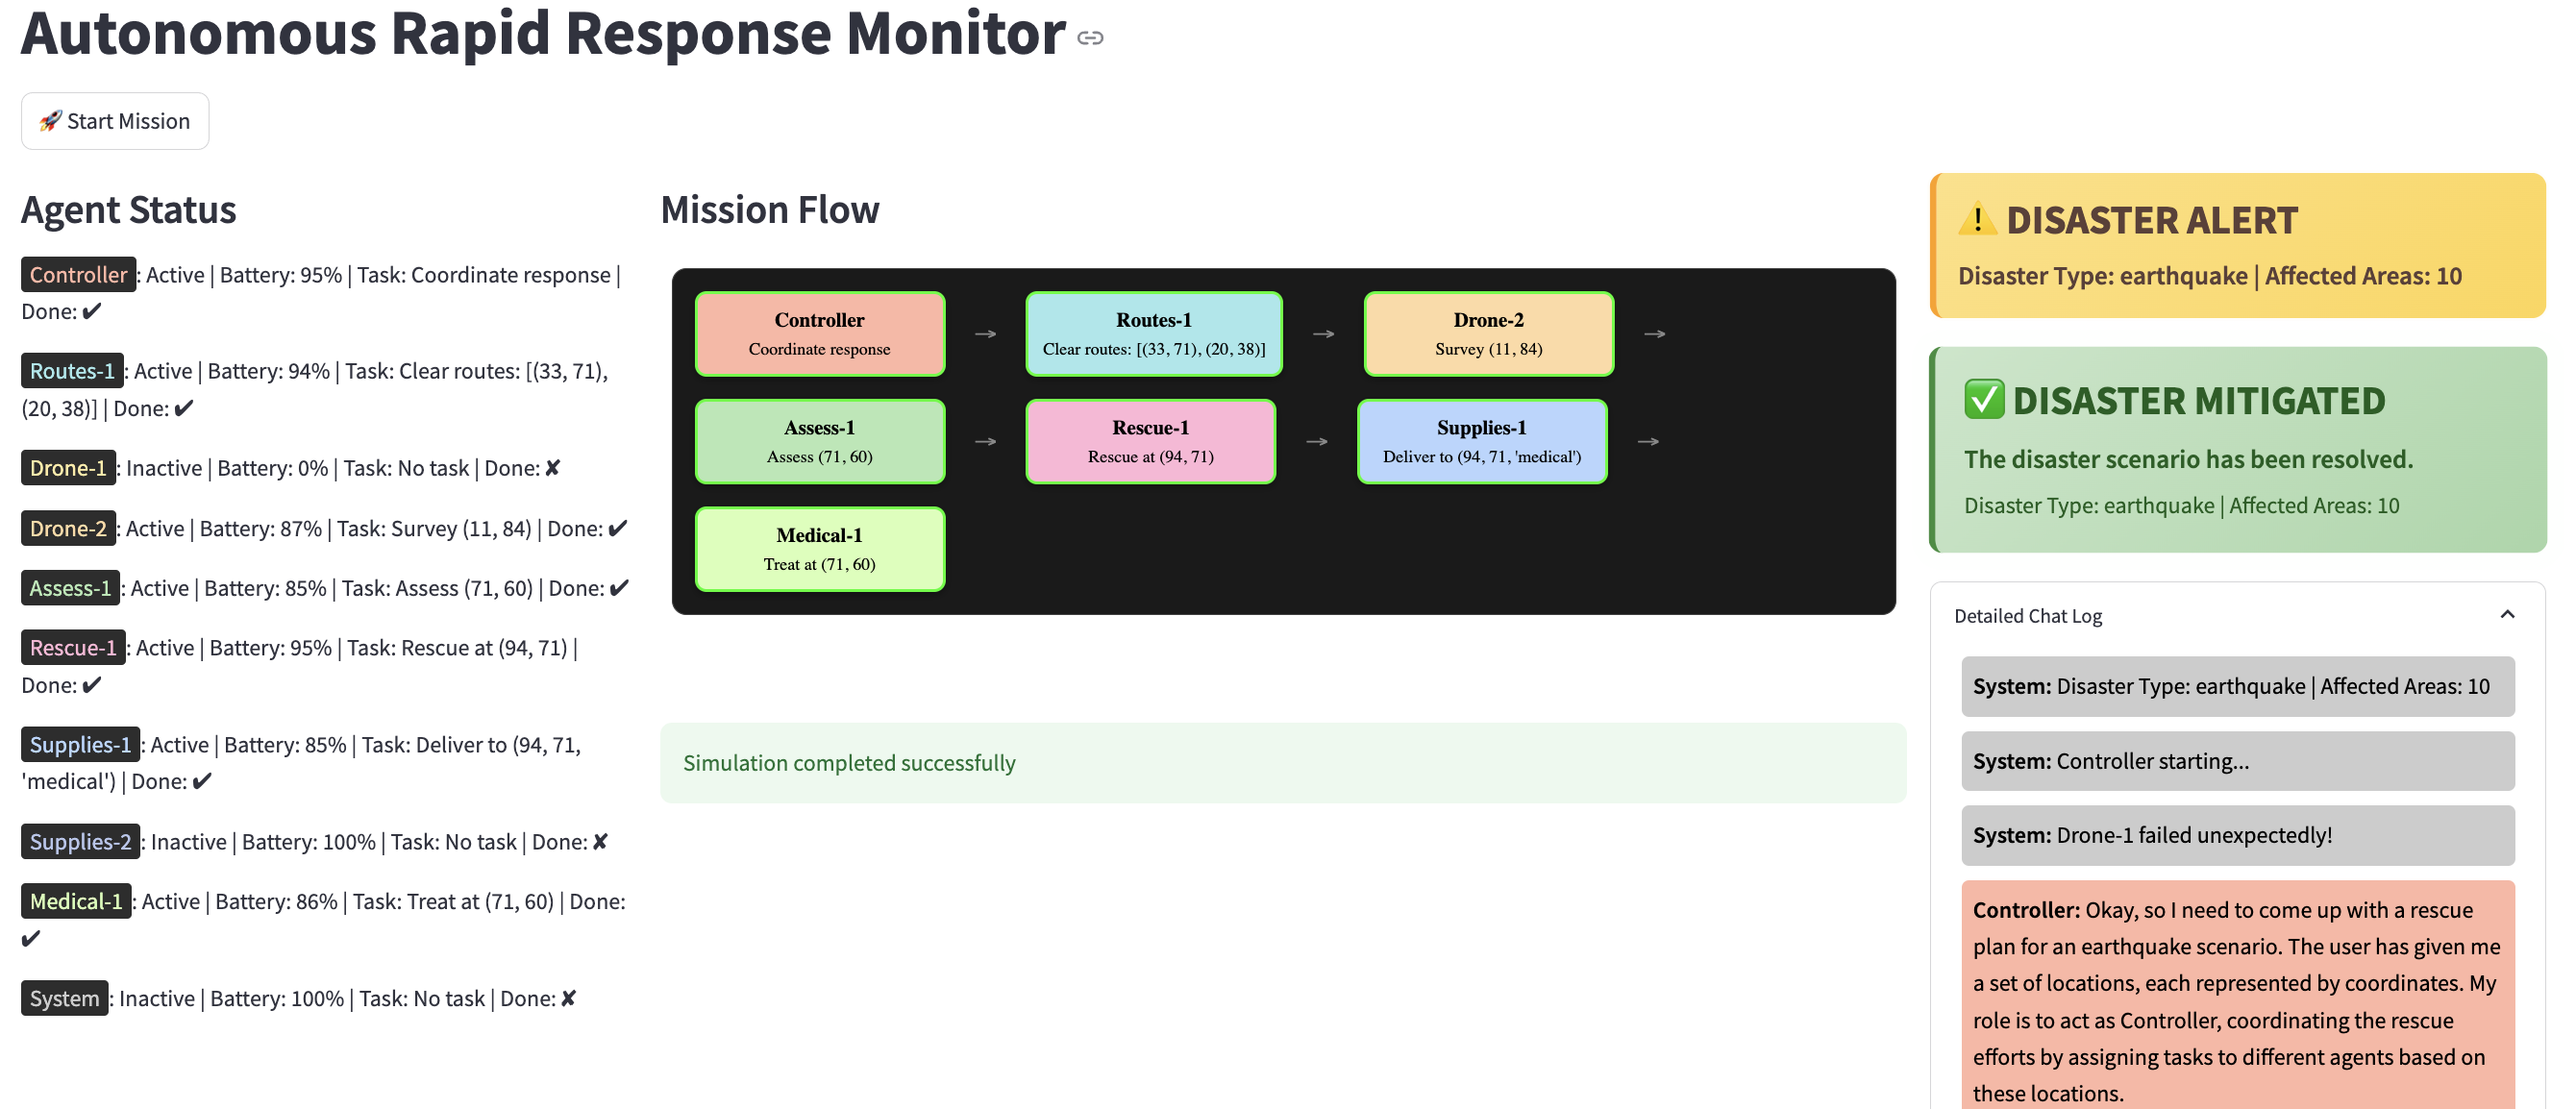 Autonomous Rapid Response Monitor
🚀 Start Mission
Agent Status
Controller: Active | Battery: 95% | Task: Coordinate response |
Done: ✔
Routes-1: Active | Battery: 94% | Task: Clear routes: [(33, 71),
(20, 38)] | Done: ✔
Drone-1: Inactive | Battery: 0% | Task: No task | Done: ✘
Drone-2: Active | Battery: 87% | Task: Survey (11, 84) | Done: ✔
Assess-1: Active | Battery: 85% | Task: Assess (71, 60) | Done: ✔
Rescue-1: Active | Battery: 95% | Task: Rescue at (94, 71) |
Done: ✔
Supplies-1: Active | Battery: 85% | Task: Deliver to (94, 71,
'medical') | Done: ✔
Supplies-2: Inactive | Battery: 100% | Task: No task | Done: ✘
Medical-1: Active | Battery: 86% | Task: Treat at (71, 60) | Done:
✔
System: Inactive | Battery: 100% | Task: No task | Done: ✘
Mission Flow
Controller
Coordinate response
→
Routes-1
Clear routes: [(33, 71), (20, 38)]
→
Drone-2
Survey (11, 84)
→
Assess-1
Assess (71, 60)
→
Rescue-1
Rescue at (94, 71)
→
Supplies-1
Deliver to (94, 71, 'medical')
→
Medical-1
Treat at (71, 60)
Simulation completed successfully
⚠️ DISASTER ALERT
Disaster Type: earthquake | Affected Areas: 10
✅ DISASTER MITIGATED
The disaster scenario has been resolved.
Disaster Type: earthquake | Affected Areas: 10
Detailed Chat Log
System: Disaster Type: earthquake | Affected Areas: 10
System: Controller starting...
System: Drone-1 failed unexpectedly!
Controller: Okay, so I need to come up with a rescue
plan for an earthquake scenario. The user has given me
a set of locations, each represented by coordinates. My
role is to act as Controller, coordinating the rescue
efforts by assigning tasks to different agents based on
these locations.